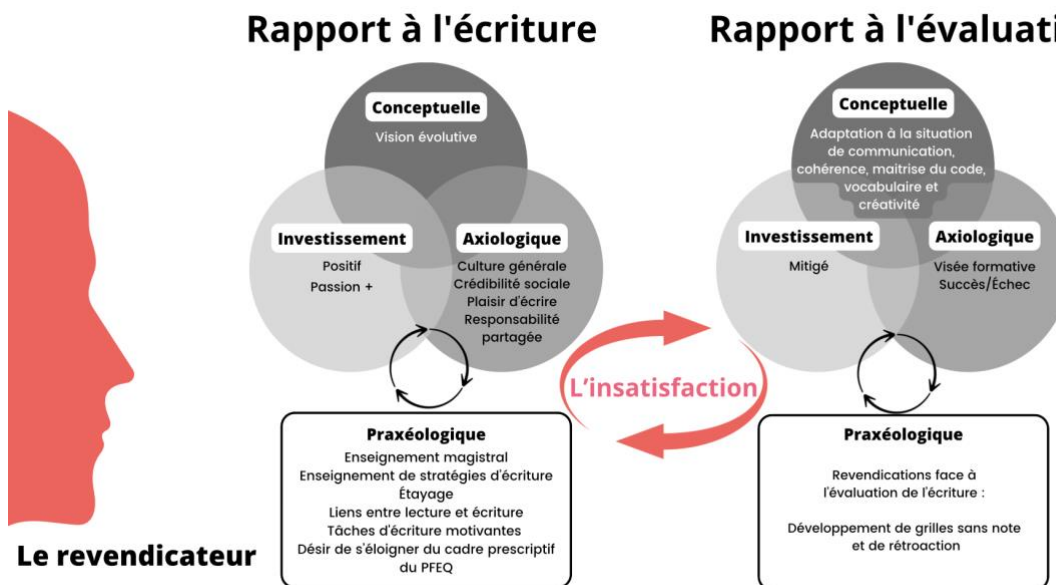 Rapport à l'écriture
Conceptuelle
Vision évolutive
Investissement
Positif
Passion +
Axiologique
Culture générale
Crédibilité sociale
Plaisir d'écrire
Responsabilité
partagée
Praxéologique
Enseignement magistral
Enseignement de stratégies d'écriture
Étayage
Liens entre lecture et écriture
Tâches d'écriture motivantes
Désir de s'éloigner du cadre prescriptif
du PFEQ
L'insatisfaction
Rapport à l'évaluati
Conceptuelle
Adaptation à la situation
de communication,
cohérence, maitrise du code,
vocabulaire et
créativité
Investissement
Mitigé
Axiologique
Visée formative
Succès/Échec
Praxéologique
Revendications face à
l'évaluation de l'écriture :
Développement de grilles sans note
et de rétroaction
Le revendicateur